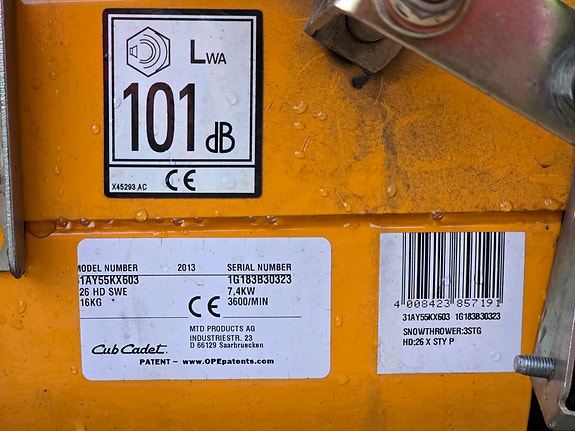 LWA
101 dB
X45293 AC CE
MODEL NUMBER 2013 SERIAL NUMBER
31AY55KX603 1G183B30323
26 HD SWE 7,4KW
16KG CE 3600/MIN
MTD PRODUCTS AG
INDUSTRIESTR. 23
D 66129 Saarbruecken
Cub Cadet.
PATENT - www.OPEpatents.com
4 008423 857191
31AY55KX603 1G183B30323
SNOWTHROWER:3STG
HD:26 X STY P